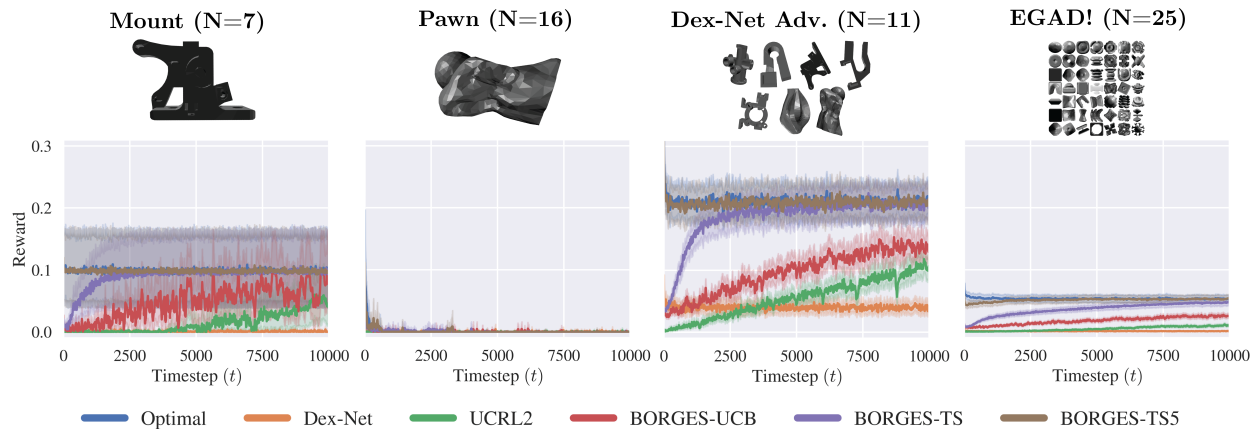 Mount (N=7) Pawn (N=16) Dex-Net Adv. (N=11) EGAD! (N=25)
0.3
0.2
0.1
0.0
Reward
0 2500 5000 7500 10000 0 2500 5000 7500 10000 0 2500 5000 7500 10000 0 2500 5000 7500 10000
Timestep (t) Timestep (t) Timestep (t) Timestep (t)
Optimal Dex-Net UCRL2 BORGES-UCB BORGES-TS BORGES-TS5